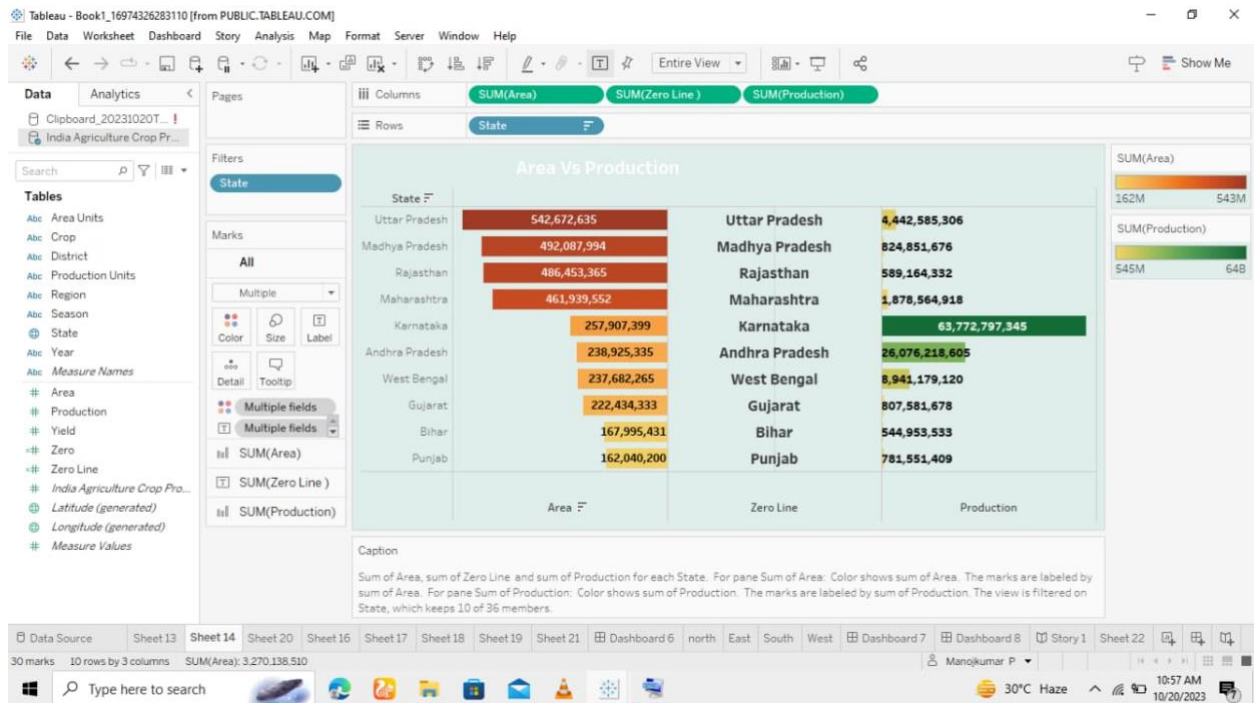 Tableau - Book1_16974326283110 [from PUBLIC.TABLEAU.COM]
File Data Worksheet Dashboard Story Analysis Map Format Server Window Help
Entire View
Show Me
Data Analytics
Clipboard_20231020T... !
India Agriculture Crop Pr...
Search
Tables
Abc Area Units
Abc Crop
Abc District
Abc Production Units
Abc Region
Abc Season
State
Abc Year
Abc Measure Names
# Area
# Production
# Yield
=# Zero
=# Zero Line
# India Agriculture Crop Pro...
Latitude (generated)
Longitude (generated)
# Measure Values
Pages
Filters
State
Marks
All
Multiple
Color Size Label
Detail Tooltip
Multiple fields
Multiple fields
SUM(Area)
SUM(Zero Line )
SUM(Production)
Columns SUM(Area) SUM(Zero Line ) SUM(Production)
Rows State
Area Vs Production
State
Uttar Pradesh 542,672,635 Uttar Pradesh 4,442,585,306
Madhya Pradesh 492,087,994 Madhya Pradesh 824,851,676
Rajasthan 486,453,365 Rajasthan 589,164,332
Maharashtra 461,939,552 Maharashtra 1,878,564,918
Karnataka 257,907,399 Karnataka 63,772,797,345
Andhra Pradesh 238,925,335 Andhra Pradesh 26,076,218,605
West Bengal 237,682,265 West Bengal 8,941,179,120
Gujarat 222,434,333 Gujarat 807,581,678
Bihar 167,995,431 Bihar 544,953,533
Punjab 162,040,200 Punjab 781,551,409
Area Zero Line Production
SUM(Area)
162M 543M
SUM(Production)
545M 64B
Caption
Sum of Area, sum of Zero Line and sum of Production for each State. For pane Sum of Area: Color shows sum of Area. The marks are labeled by
sum of Area. For pane Sum of Production: Color shows sum of Production. The marks are labeled by sum of Production. The view is filtered on
State, which keeps 10 of 36 members.
Data Source Sheet 13 Sheet 14 Sheet 20 Sheet 16 Sheet 17 Sheet 18 Sheet 19 Sheet 21 Dashboard 6 north East South West Dashboard 7 Dashboard 8 Story 1 Sheet 22
30 marks 10 rows by 3 columns SUM(Area): 3,270,138,510
Manojkumar P
Type here to search
30°C Haze
10:57 AM
10/20/2023
7